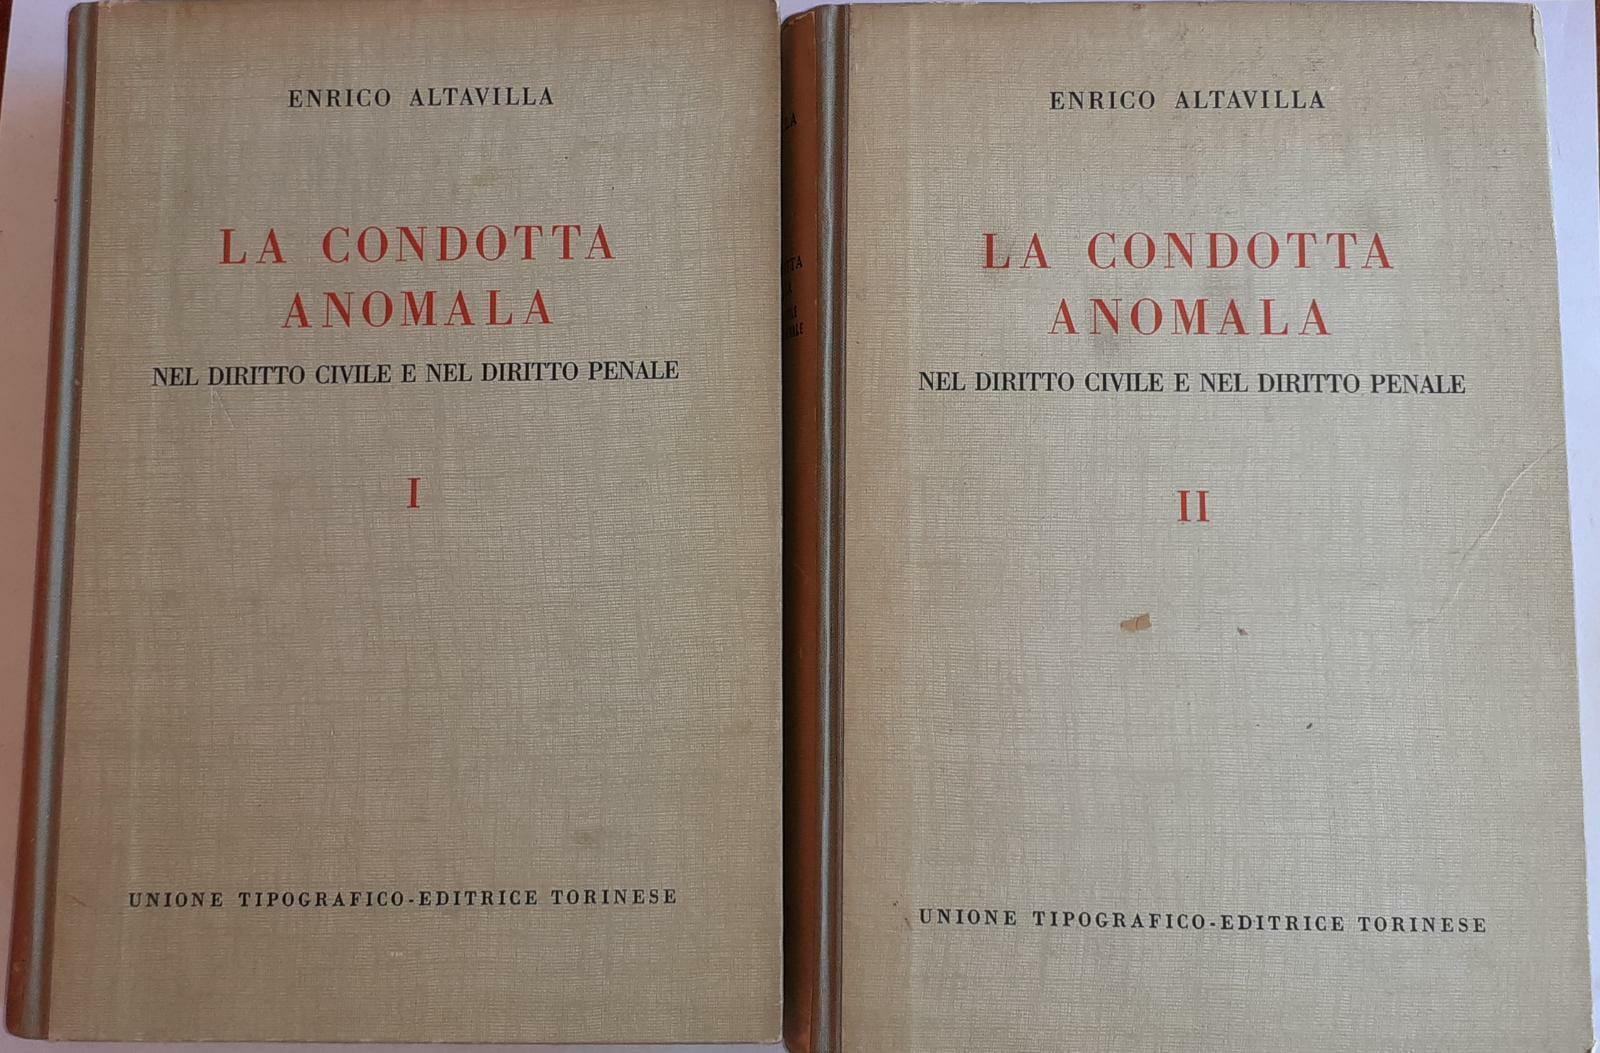 ENRICO ALTAVILLA
LA CONDOTTA
ANOMALA
NEL DIRITTO CIVILE E NEL DIRITTO PENALE
I
UNIONE TIPOGRAFICO-EDITRICE TORINESE
ENRICO ALTAVILLA
LA CONDOTTA
ANOMALA
NEL DIRITTO CIVILE E NEL DIRITTO PENALE
II
UNIONE TIPOGRAFICO-EDITRICE TORINESE